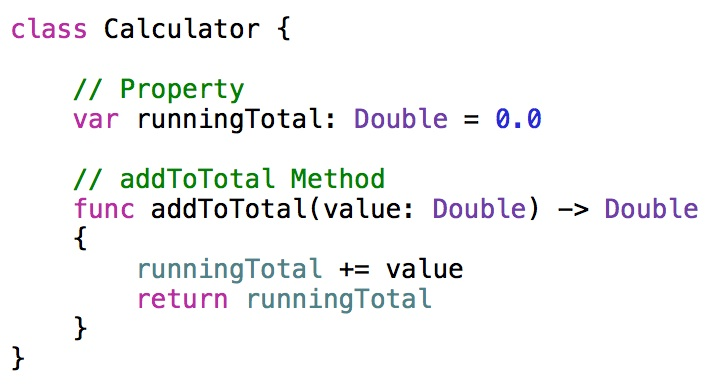 class Calculator {
// Property
var runningTotal: Double = 0.0
// addToTotal Method
func addToTotal(value: Double) -> Double
{
runningTotal += value
return runningTotal
}
}